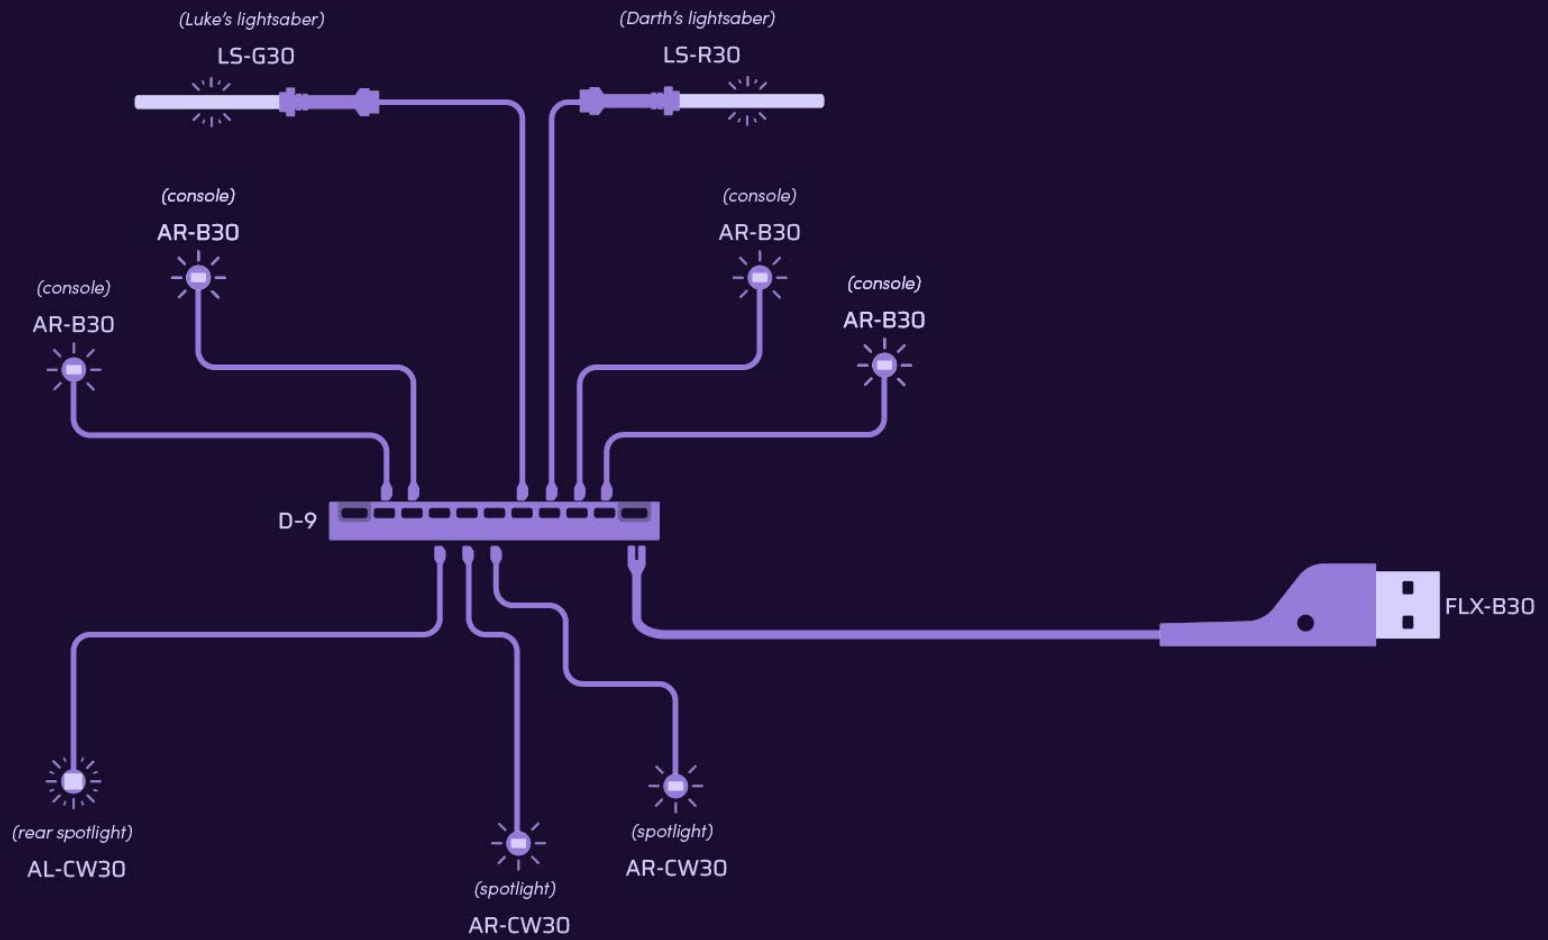 (Luke's lightsaber)
LS-G30
(Darth's lightsaber)
LS-R30
(console)
AR-B30
(console)
AR-B30
(console)
AR-B30
(console)
AR-B30
D-9
FLX-B30
(rear spotlight)
AL-CW30
(spotlight)
AR-CW30
(spotlight)
AR-CW30